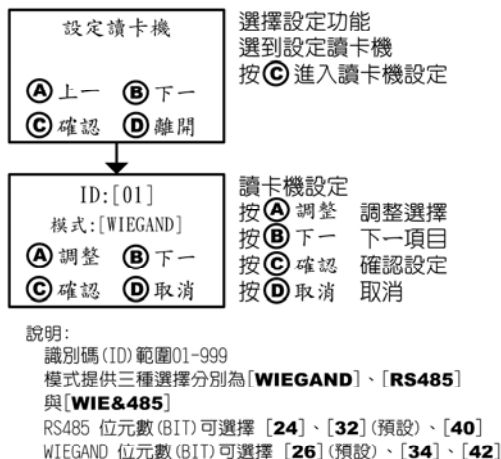 設定讀卡機
Ⓐ上一 Ⓑ下一
Ⓒ確認 Ⓓ離開
選擇設定功能
選到設定讀卡機
按Ⓒ進入讀卡機設定
ID:[01]
模式:[WIEGAND]
Ⓐ調整 Ⓑ下一
Ⓒ確認 Ⓓ取消
讀卡機設定
按Ⓐ調整 調整選擇
按Ⓑ下一 下一項目
按Ⓒ確認 確認設定
按Ⓓ取消 取消
說明:
識別碼(ID)範圍01-999
模式提供三種選擇分別為[WIEGAND]、[RS485]
與[WIE&485]
RS485 位元數(BIT)可選擇 [24]、[32](預設)、[40]
WIEGAND 位元數(BIT)可選擇 [26](預設)、[34]、[42]